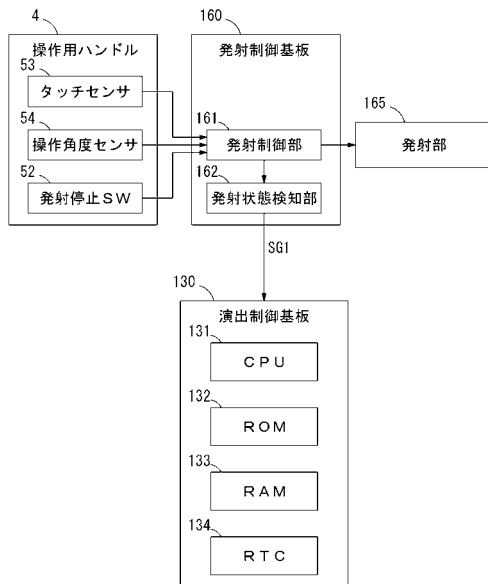 4
操作用ハンドル
53
タッチセンサ
54
操作角度センサ
52
発射停止ＳＷ
160
発射制御基板
161
発射制御部
162
発射状態検知部
165
発射部
SG1
130
演出制御基板
131
ＣＰＵ
132
ＲＯＭ
133
ＲＡＭ
134
ＲＴＣ